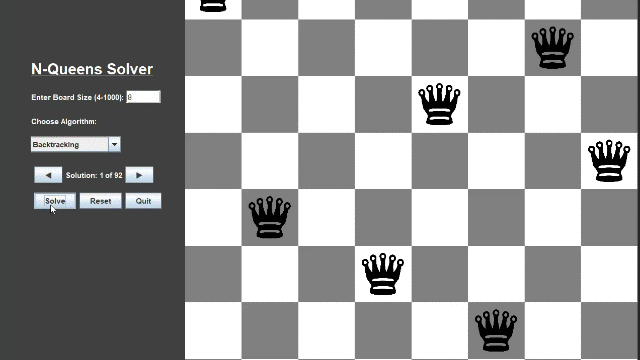 N-Queens Solver
Enter Board Size (4-1000): 8
Choose Algorithm:
Backtracking
Solution: 1 of 92
Solve Reset Quit